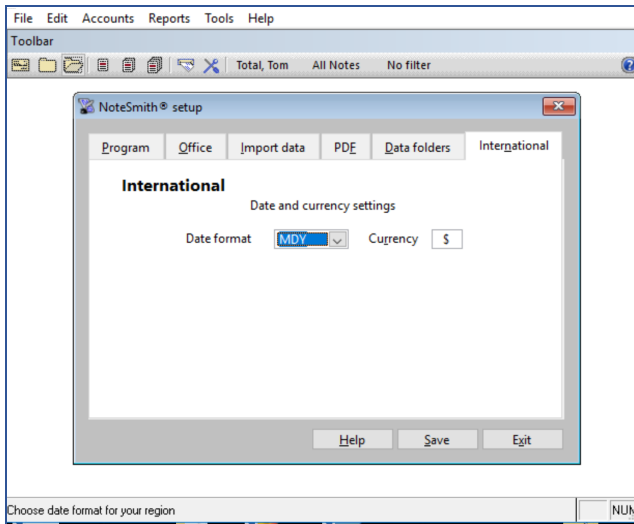 File Edit Accounts Reports Tools Help
Toolbar
Total, Tom All Notes No filter
NoteSmith® setup
Program Office Import data PDF Data folders International
International
Date and currency settings
Date format MDY Currency $
Help Save Exit
Choose date format for your region NUM